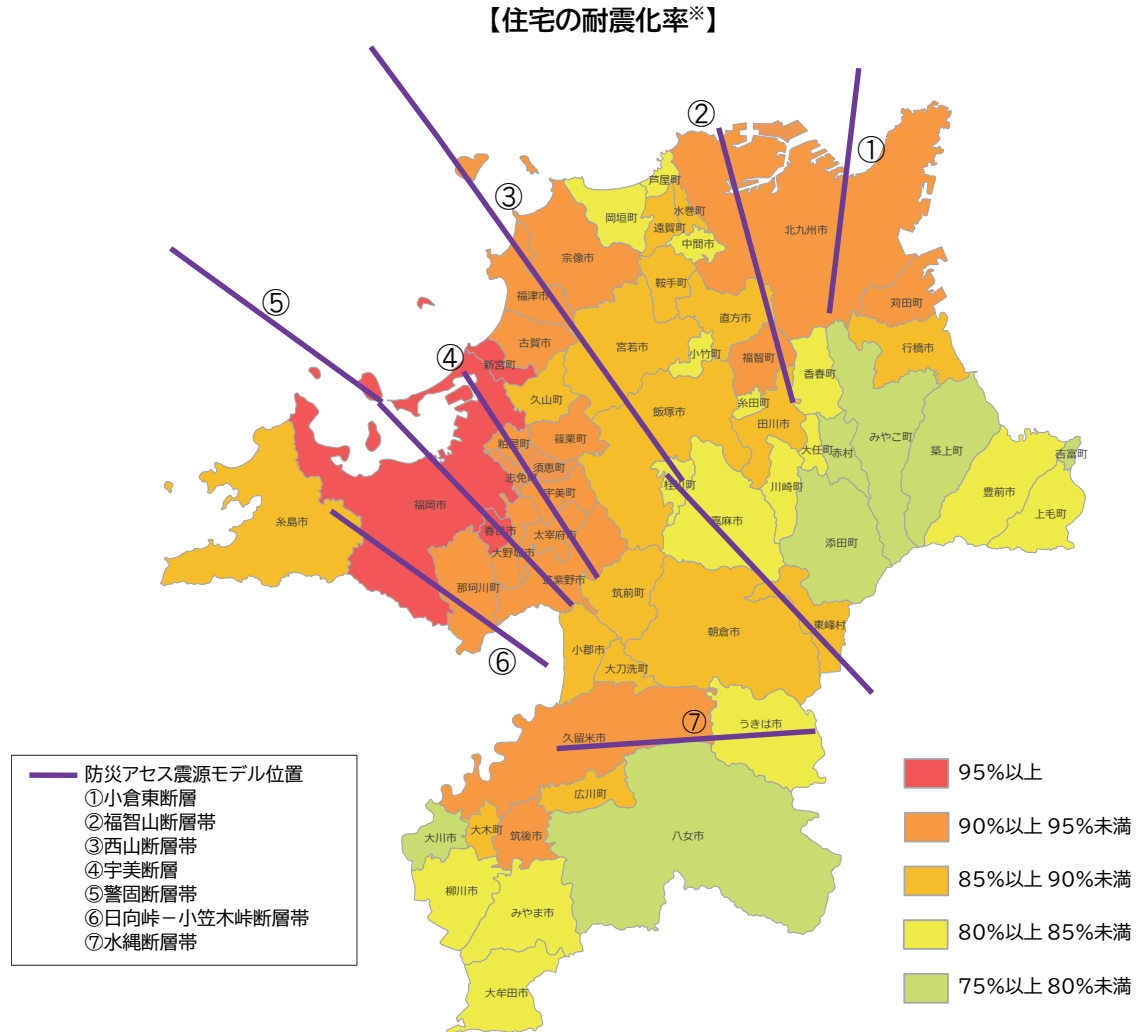 【住宅の耐震化率※】
②
①
芦屋町
③
水巻町
岡垣町
遠賀町
北九州市
中間市
宗像市
鞍手町
⑤
福津市
苅田町
直方市
古賀市
宮若市
行橋市
④
小竹町
福智町
新宮町
香春町
久山町
糸田町
飯塚市
田川市
みやこ町
篠栗町
粕屋町
大任町
赤村
築上町
吉富町
須恵町
志免町
桂川町
川崎町
宇美町
豊前市
福岡市
嘉麻市
上毛町
糸島市
春日市
太宰府市
添田町
大野城市
筑紫野市
那珂川町
筑前町
東峰村
朝倉市
小郡市
⑥
大刀洗町
⑦
うきは市
久留米市
広川町
大木町
大川市
筑後市
八女市
柳川市
みやま市
大牟田市
防災アセス震源モデル位置
①小倉東断層
②福智山断層帯
③西山断層帯
④宇美断層
⑤警固断層帯
⑥日向峠－小笠木峠断層帯
⑦水縄断層帯
95%以上
90%以上 95%未満
85%以上 90%未満
80%以上 85%未満
75%以上 80%未満